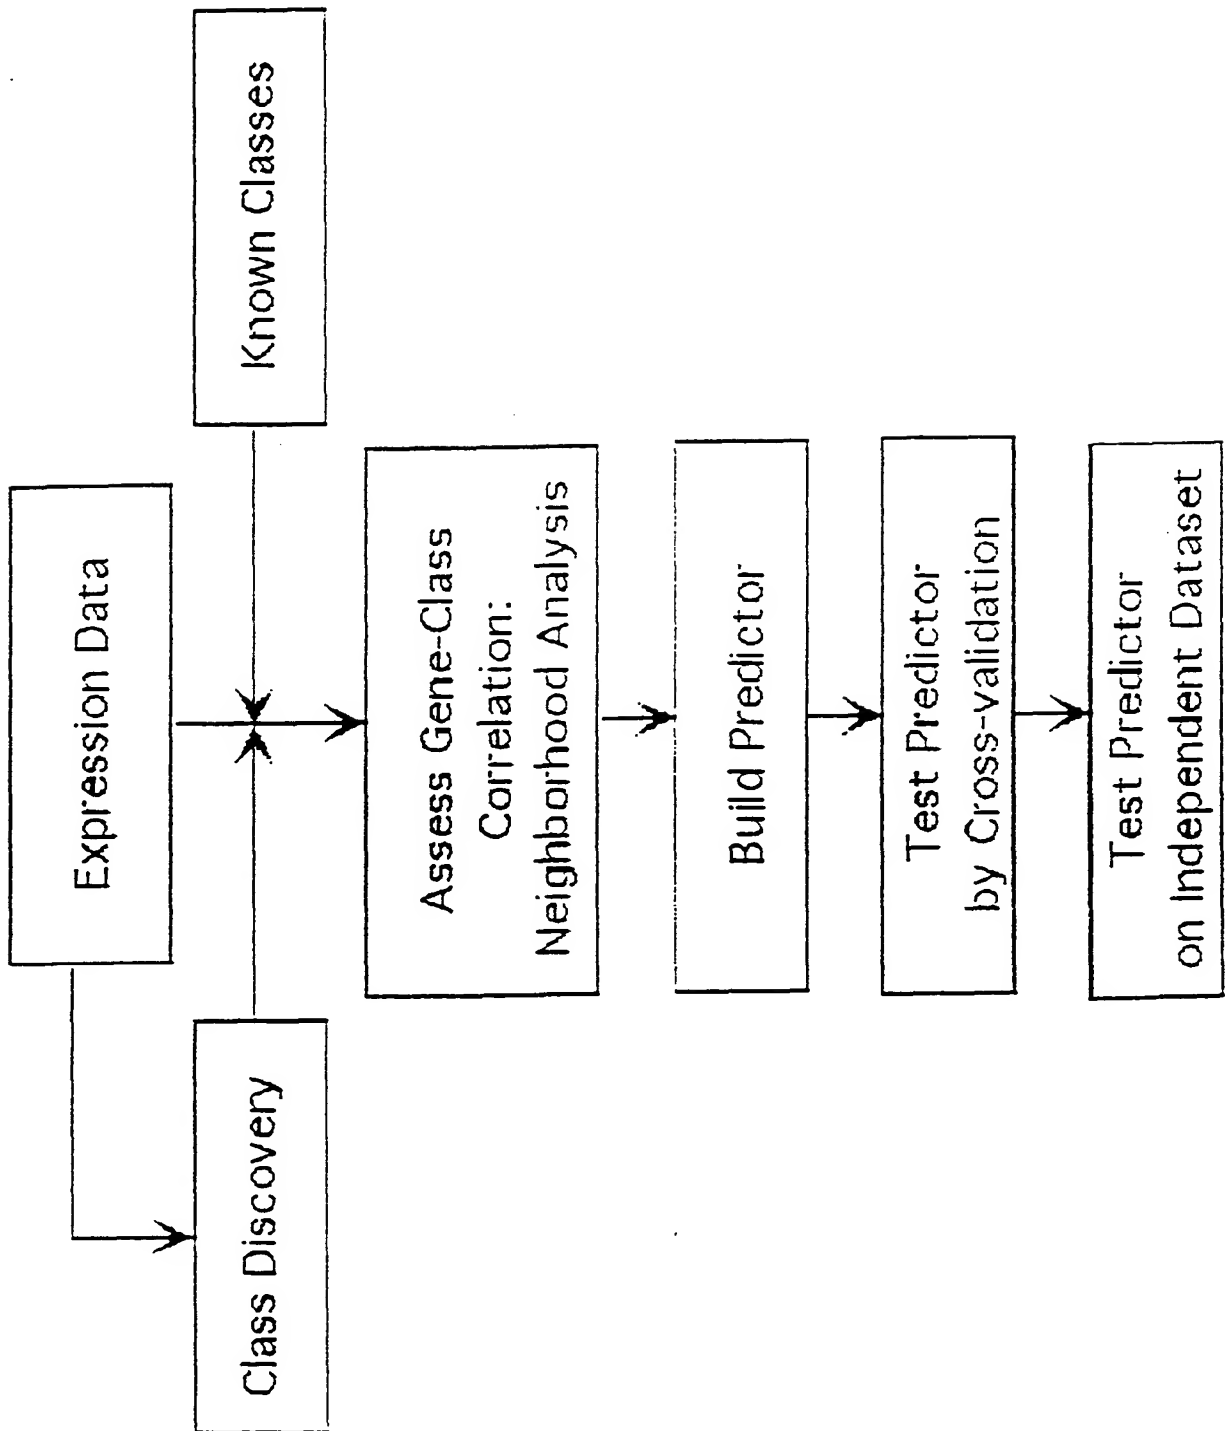 Expression Data
Class Discovery
Known Classes
Assess Gene-Class
Correlation:
Neighborhood Analysis
Build Predictor
Test Predictor
by Cross-validation
Test Predictor
on Independent Dataset